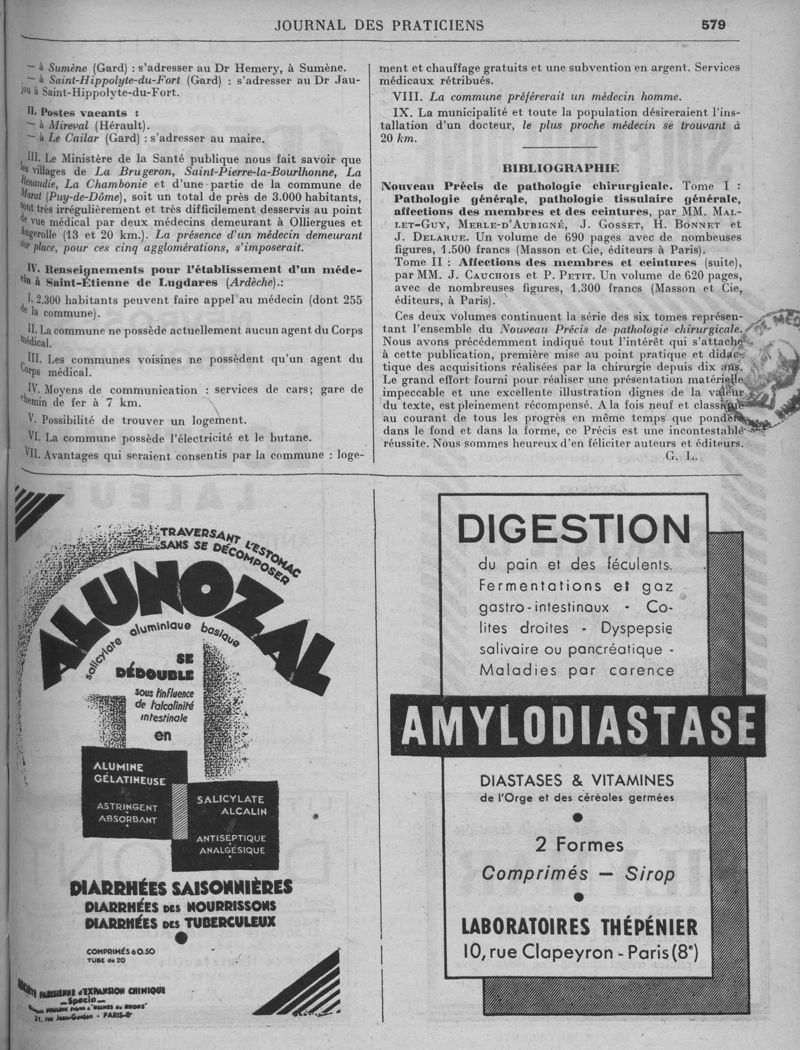 JOURNAL DES PRATICIENS
579
— à Sumène (Gard) : s'adresser au Dr Hemery, à Sumène.
— à Saint-Hippolyte-du-Fort (Gard) : s'adresser au Dr Jau-
jou à Saint-Hippolyte-du-Fort.
II. Postes vacants :
— à Mireval (Hérault).
— à Le Cailar (Gard) : s'adresser au maire.
III. Le Ministère de la Santé publique nous fait savoir que
les villages de La Brugeron, Saint-Pierre-la-Bourlhonne, La
Renaudie, La Chambonie et d'une partie de la commune de
Murat (Puy-de-Dôme), soit un total de près de 3.000 habitants,
sont très irrégulièrement et très difficilement desservis au point
de vue médical par deux médecins demeurant à Olliergues et
Augerolle (13 et 20 km.). La présence d'un médecin demeurant
sur place, pour ces cinq agglomérations, s'imposerait.
IV. Renseignements pour l'établissement d'un méde-
cin à Saint-Étienne de Lugdares (Ardèche).:
I. 2.300 habitants peuvent faire appel au médecin (dont 255
de la commune).
II. La commune ne possède actuellement aucun agent du Corps
médical.
III. Les communes voisines ne possèdent qu'un agent du
Corps médical.
IV. Moyens de communication : services de cars; gare de
chemin de fer à 7 km.
V. Possibilité de trouver un logement.
VI. La commune possède l'électricité et le butane.
VII. Avantages qui seraient consentis par la commune : loge-
ment et chauffage gratuits et une subvention en argent. Services
médicaux rétribués.
VIII. La commune préférerait un médecin homme.
IX. La municipalité et toute la population désireraient l'ins-
tallation d'un docteur, le plus proche médecin se trouvant à
20 km.
BIBLIOGRAPHIE
Nouveau Précis de pathologie chirurgicale. Tome I :
Pathologie générale, pathologie tissulaire générale,
affections des membres et des ceintures, par MM. Mal-
let-Guy, Merle-d'Aubigné, J. Gosset, H. Bonnet et
J. Delarue. Un volume de 690 pages avec de nombreuses
figures, 1.500 francs (Masson et Cie, éditeurs à Paris).
Tome II : Affections des membres et ceintures (suite),
par MM. J. Cauchois et P. Petit. Un volume de 620 pages,
avec de nombreuses figures, 1.300 francs (Masson et Cie,
éditeurs, à Paris).
Ces deux volumes continuent la série des six tomes représen-
tant l'ensemble du Nouveau Précis de pathologie chirurgicale.
Nous avons précédemment indiqué tout l'intérêt qui s'attache
à cette publication, première mise au point pratique et didac-
tique des acquisitions réalisées par la chirurgie depuis dix ans.
Le grand effort fourni pour réaliser une présentation matérielle
impeccable et une excellente illustration dignes de la valeur
du texte, est pleinement récompensé. A la fois neuf et classique
au courant de tous les progrès en même temps que pondéré
dans le fond et dans la forme, ce Précis est une incontestable
réussite. Nous sommes heureux d'en féliciter auteurs et éditeurs.
G. L.
TRAVERSANT L'ESTOMAC
SANS SE DÉCOMPOSER
ALUNOZAL
salicylate aluminique basique
SE
DÉDOUBLE
sous l'influence
de l'alcalinité
intestinale
en
ALUMINE
GÉLATINEUSE
ASTRINGENT
ABSORBANT
SALICYLATE
ALCALIN
ANTISEPTIQUE
ANALGÉSIQUE
DIARRHÉES SAISONNIÈRES
DIARRHÉES DES NOURRISSONS
DIARRHÉES DES TUBERCULEUX
COMPRIMÉS à 0.50
TUBE de 20
SOCIÉTÉ PARISIENNE d'EXPANSION CHIMIQUE
— Specia —
POULENC frères & USINES du RHONE
21, rue Jean-Goujon - PARIS-8e
DIGESTION
du pain et des féculents.
Fermentations et gaz
gastro-intestinaux - Co-
lites droites - Dyspepsie
salivaire ou pancréatique -
Maladies par carence
AMYLODIASTASE
DIASTASES & VITAMINES
de l'Orge et des céréales germées
2 Formes
Comprimés — Sirop
LABORATOIRES THÉPÉNIER
10, rue Clapeyron - Paris (8e)